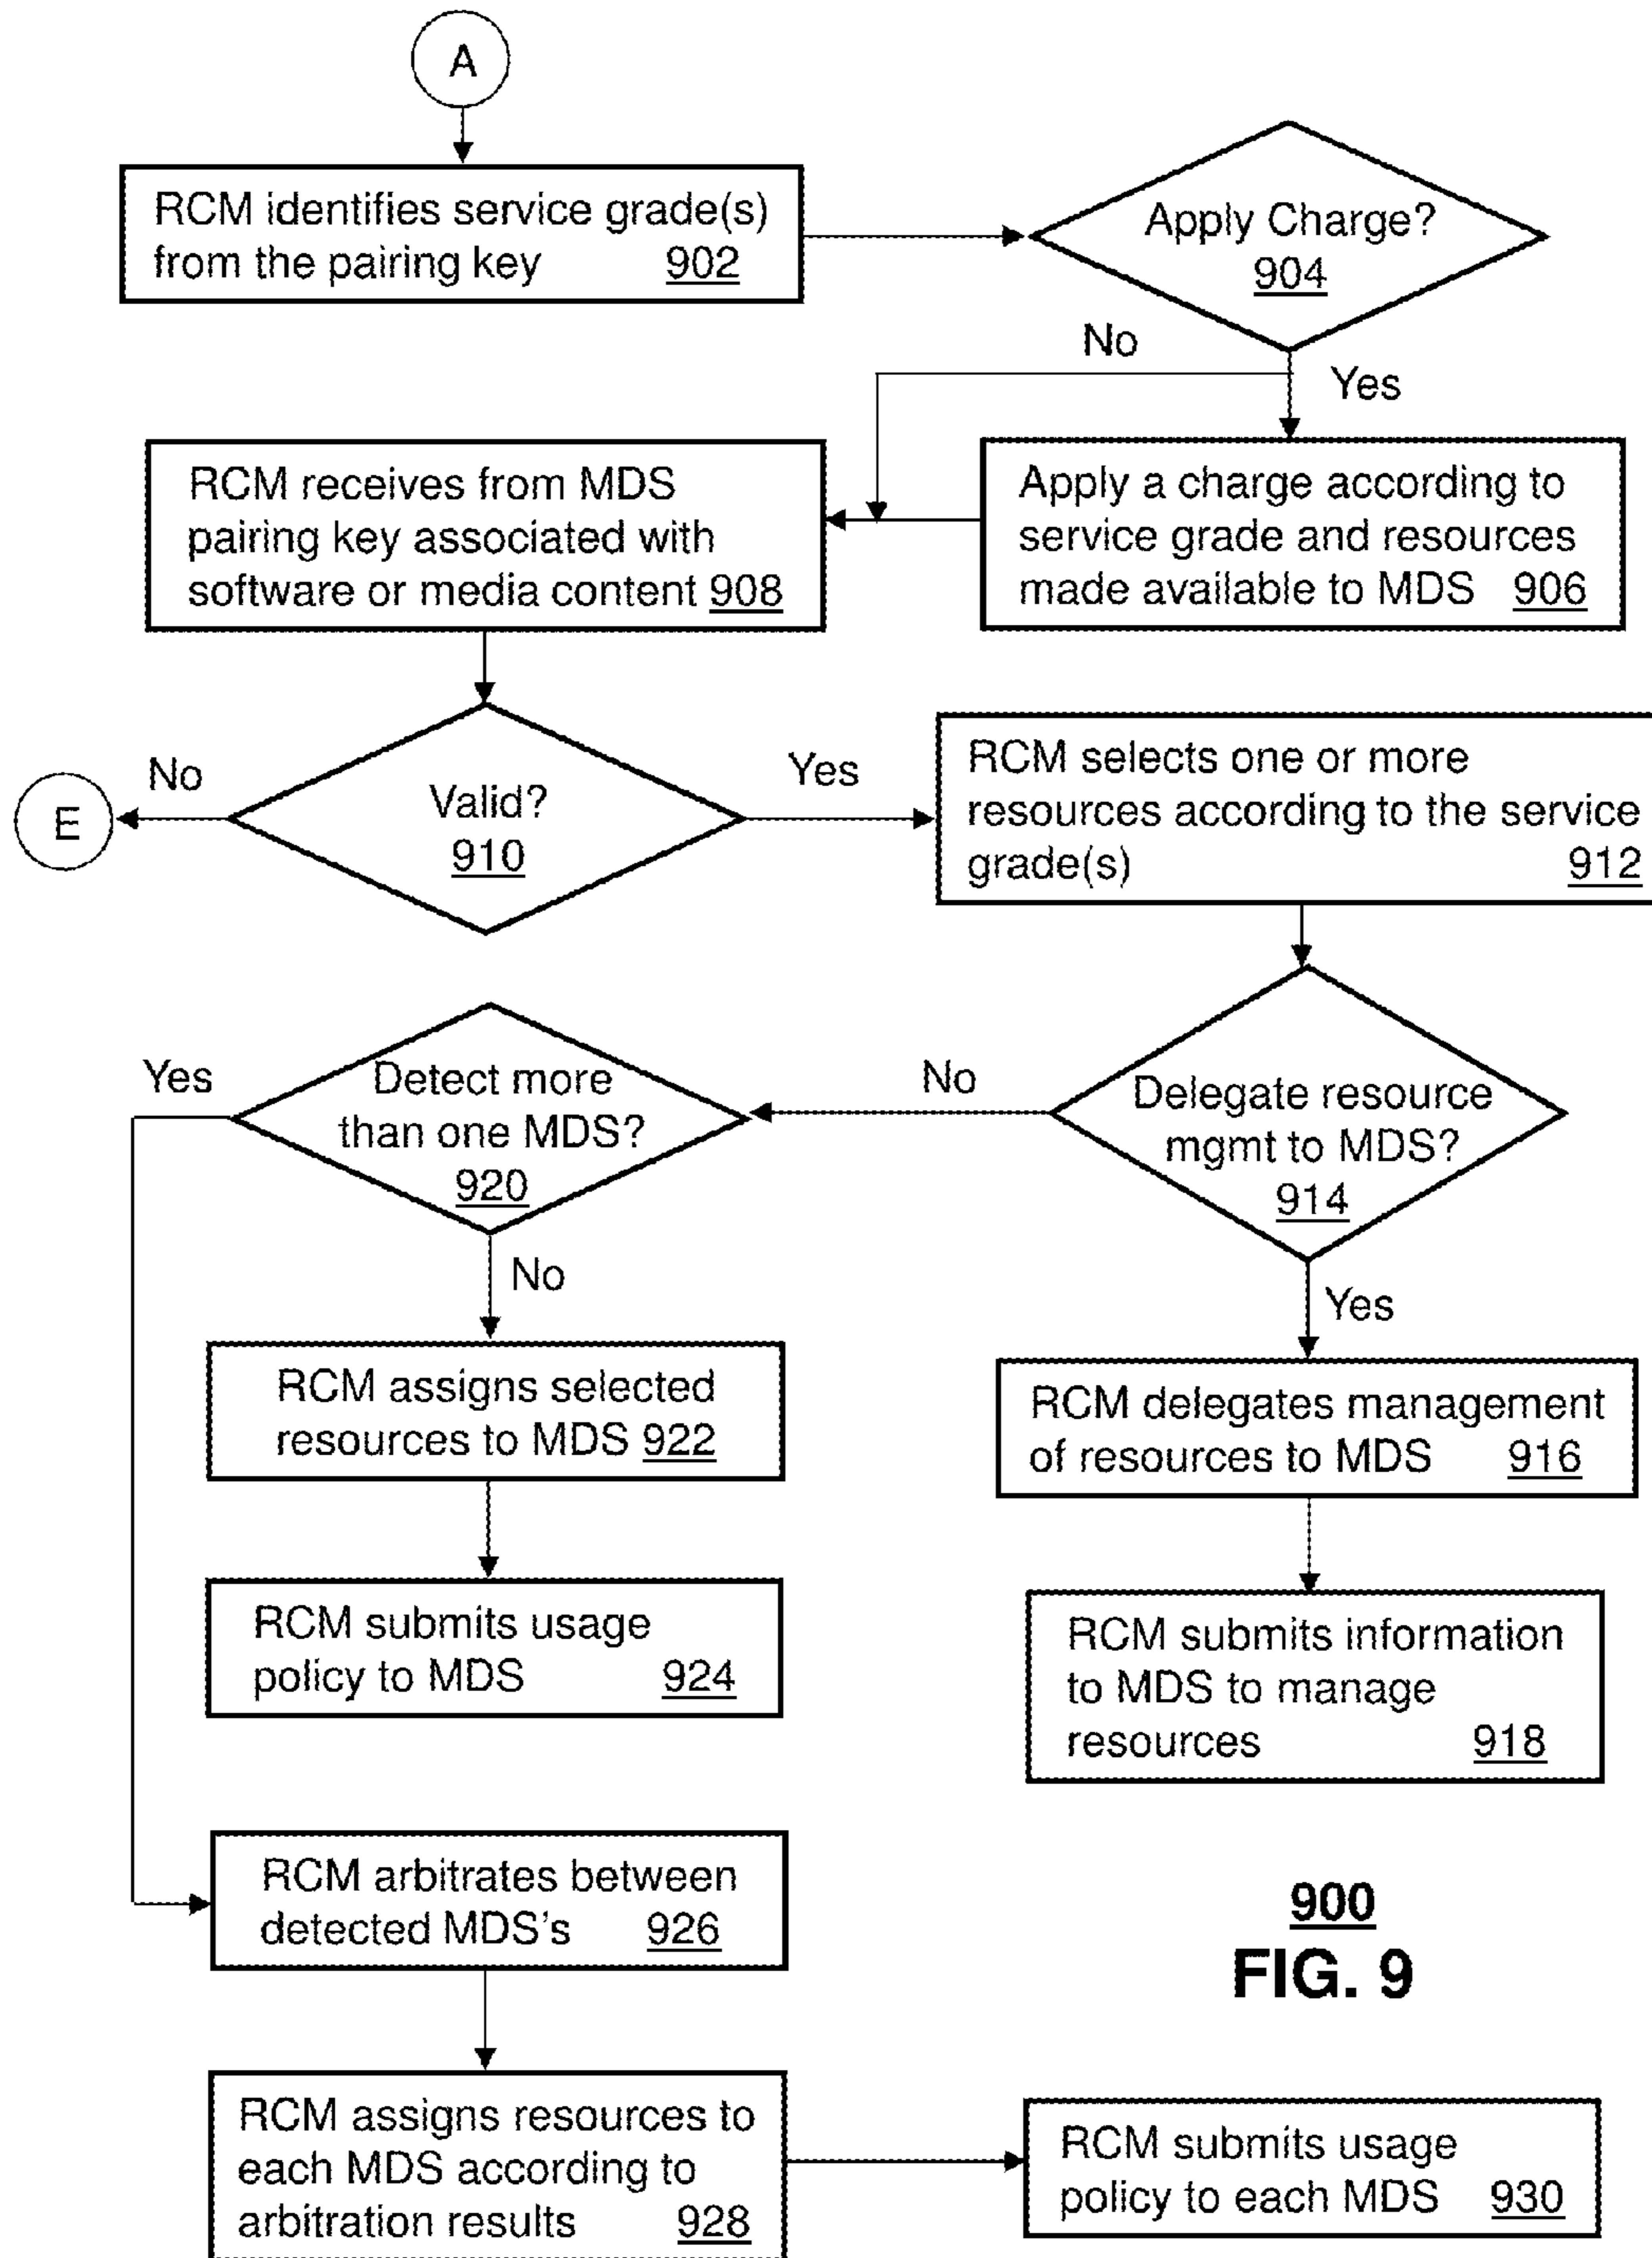 A
RCM identifies service grade(s)
from the pairing key 902
Apply Charge?
904
No
Yes
RCM receives from MDS
pairing key associated with
software or media content 908
Apply a charge according to
service grade and resources
made available to MDS 906
No
E
Valid?
910
Yes
RCM selects one or more
resources according to the service
grade(s) 912
Yes
Detect more
than one MDS?
920
No
Delegate resource
mgmt to MDS?
914
No
Yes
RCM assigns selected
resources to MDS 922
RCM delegates management
of resources to MDS 916
RCM submits usage
policy to MDS 924
RCM submits information
to MDS to manage
resources 918
RCM arbitrates between
detected MDS's 926
900
FIG. 9
RCM assigns resources to
each MDS according to
arbitration results 928
RCM submits usage
policy to each MDS 930